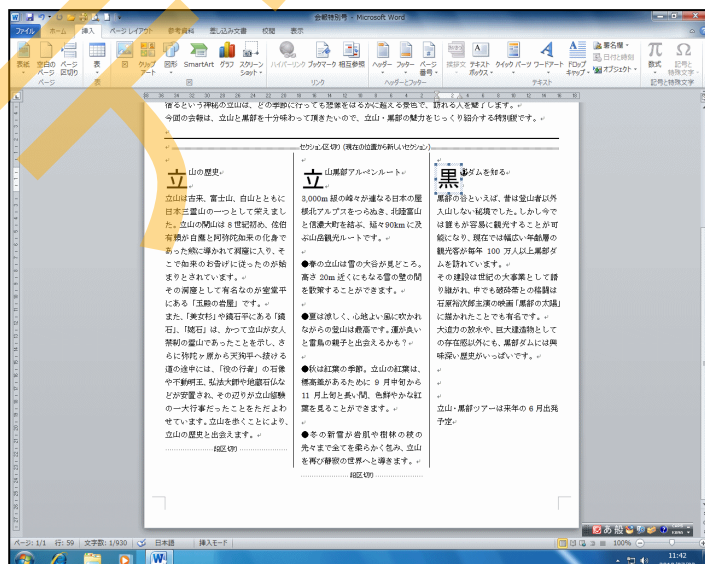 会報特別号 - Microsoft Word
ファイル ホーム 挿入 ページ レイアウト 参考資料 差し込み文書 校閲 表示
表紙 空白のページ ページ区切り 表 図 クリップアート 図形 SmartArt グラフ スクリーンショット ハイパーリンク ブックマーク 相互参照 ヘッダー フッター ページ番号 挨拶文 テキストボックス クイック パーツ ワードアート ドロップキャップ 署名欄 日付と時刻 オブジェクト 数式 記号と特殊文字
ページ 表 図 リンク ヘッダーとフッター テキスト 記号と特殊文字
宿るという神秘の立山は、どの季節に行っても想像をはるかに超える景色で、訪れる人を魅了します。
今回の会報は、立山と黒部を十分味わって頂きたいので、立山・黒部の魅力をじっくり紹介する特別版です。
セクション区切り (現在の位置から新しいセクション)
立山の歴史
立山は古来、富士山、白山とともに
日本三霊山の一つとして栄えまし
た。立山の開山は 8 世紀初め、佐伯
有頼が白鷹と阿弥陀如来の化身で
あった熊に導かれて洞窟に入り、そ
こで如来のお告げに従ったのが始
まりとされています。
その洞窟として有名なのが室堂平
にある「玉殿の岩屋」です。
また、「美女杉」や鏡石平にある「鏡
石」、「姥石」は、かつて立山が女人
禁制の霊山であったことを示し、さ
らに弥陀ヶ原から天狗平へ続ける
道の途中には、「役の行者」の石像
や不動明王、弘法大師や地蔵石仏な
どが安置され、その辺りが立山修験
の一大行事だったことをただよわ
せています。立山を歩くことにより、
立山の歴史と出会えます。
段区切り
立山黒部アルペンルート
3,000m 級の峰々が連なる日本の屋
根北アルプスをつらぬき、北陸富山
と信濃大町を結ぶ、延々90km に及
ぶ山岳観光ルートです。
●春の立山は雪の大谷が見どころ。
高さ 20m 近くにもなる雪の壁の間
を散策することができます。
●夏は涼しく、心地よい風に吹かれ
ながらの登山は最高です。運が良い
と雷鳥の親子と出会えるかも？
●秋は紅葉の季節。立山の紅葉は、
標高差があるために 9 月中旬から
11 月上旬と長い間、色鮮やかな紅
葉を見ることができます。
●冬の新雪が岩肌や樹林の枝の
先々まで全てを柔らかく包み、立山
を再び静寂の世界へと導きます。
段区切り
黒部ダムを知る
黒部の谷といえば、昔は登山者以外
入山しない秘境でした。しかし今で
は誰もが容易に観光することが可
能になり、現在では幅広い年齢層の
観光客が毎年 100 万人以上黒部ダ
ムを訪れています。
その建設は世紀の大事業として語
り継がれ、中でも破砕帯との格闘は
石原裕次郎主演の映画「黒部の太陽」
に描かれたことでも有名です。
大迫力の放水や、巨大建造物として
の存在感以外にも、黒部ダムには興
味深い歴史がいっぱいです。
立山・黒部ツアーは来年の 6 月出発
予定
あ 般
ページ: 1/1 行: 59 文字数: 1/930 日本語 挿入モード 100%
11:42